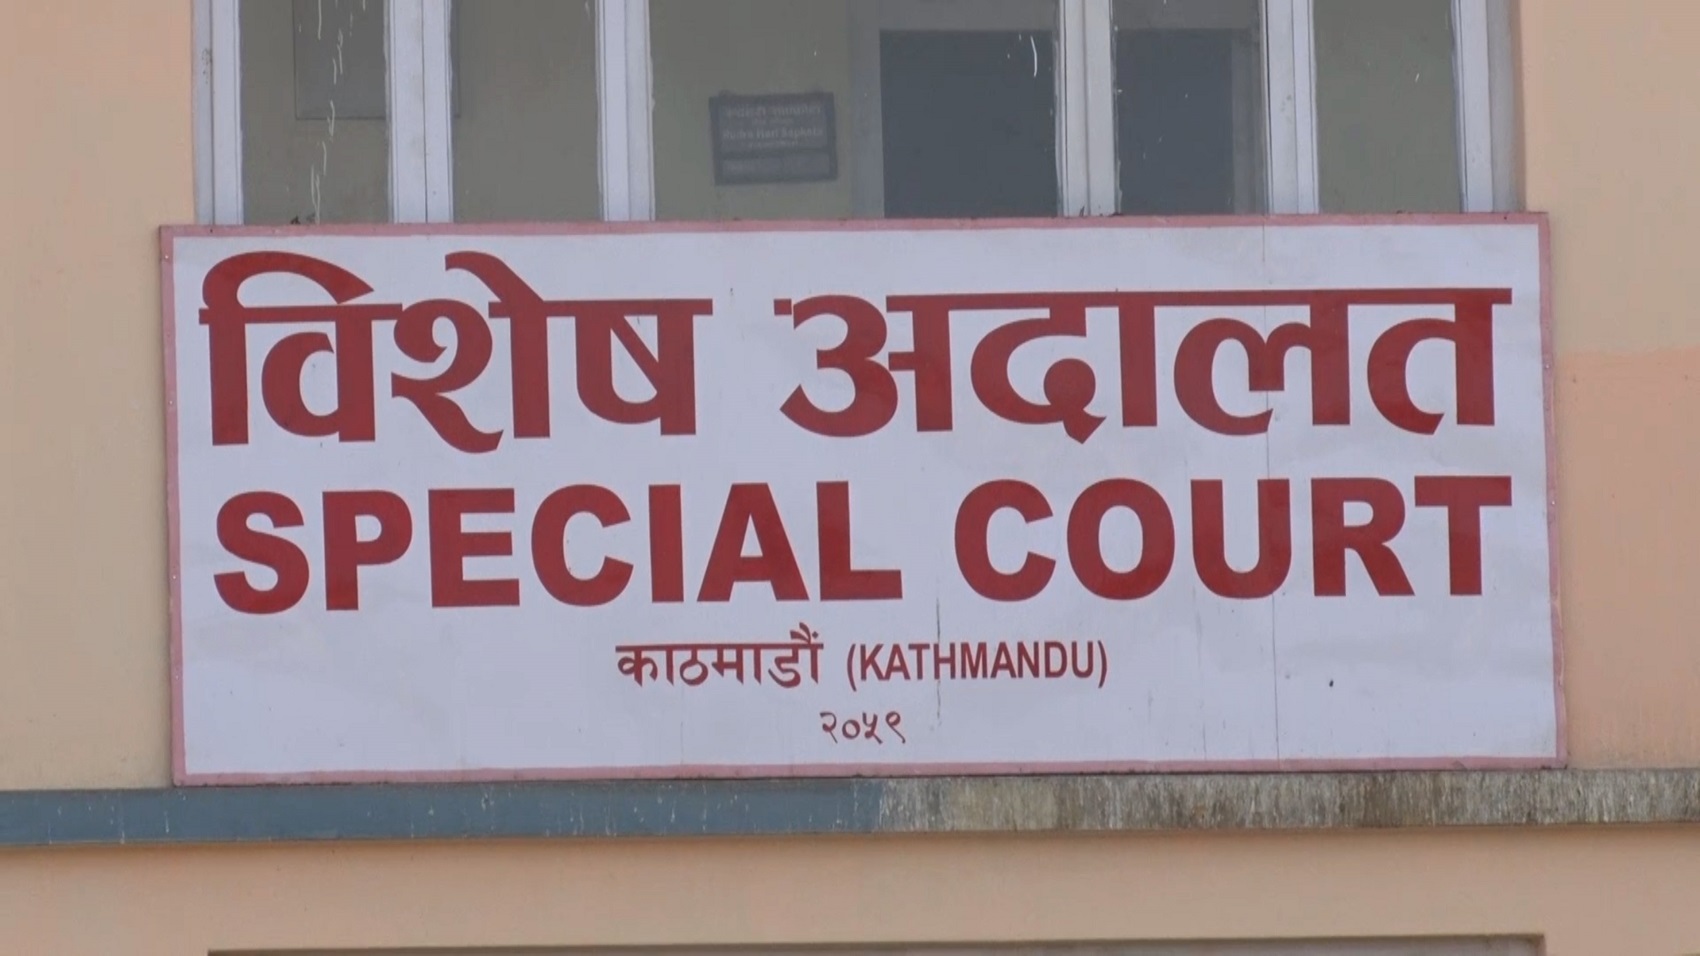 विशेष अदालत
SPECIAL COURT
काठमाडौं (KATHMANDU)
२०५९